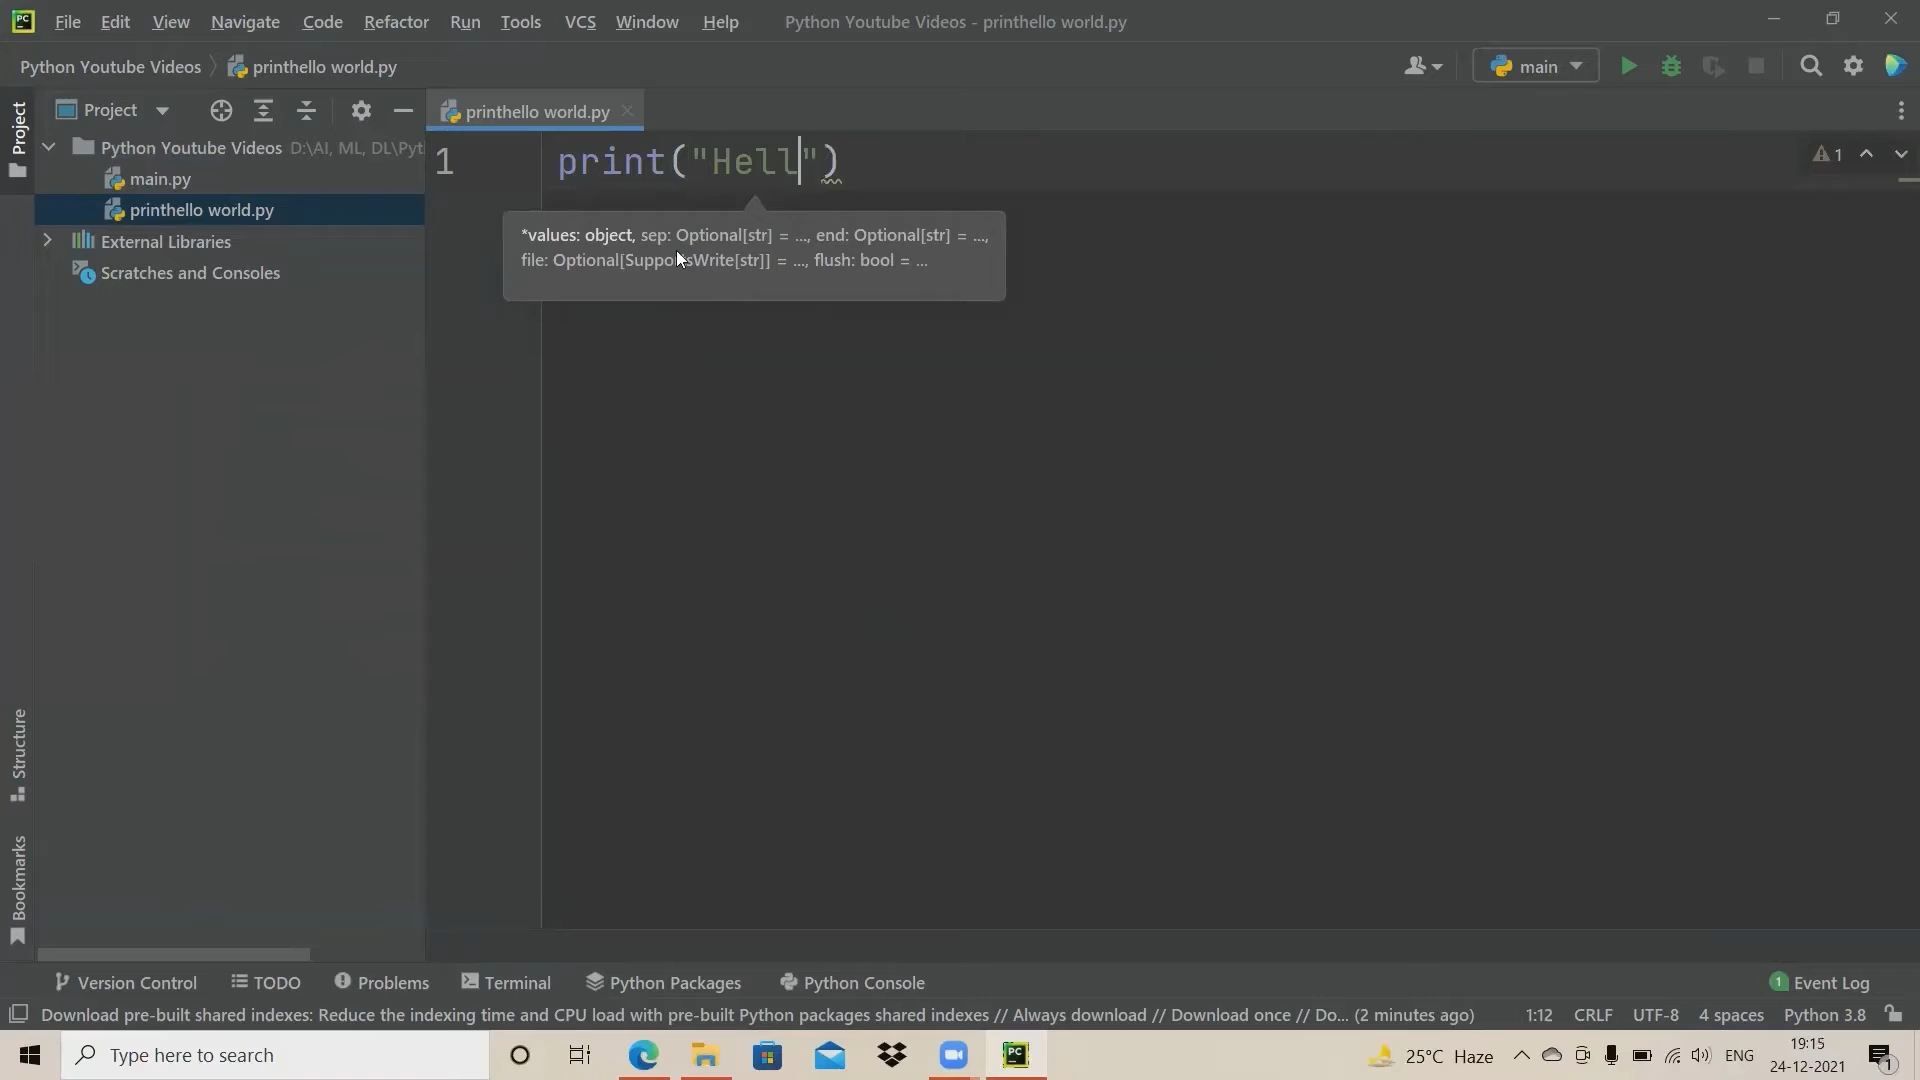 File Edit View Navigate Code Refactor Run Tools VCS Window Help Python Youtube Videos - printhello world.py
Python Youtube Videos printhello world.py main
Project
Project printhello world.py
Python Youtube Videos D:\AI, ML, DL\Pyt
main.py
printhello world.py
External Libraries
Scratches and Consoles
1 print("Hell")
1
*values: object, sep: Optional[str] = ..., end: Optional[str] = ...,
file: Optional[SupportsWrite[str]] = ..., flush: bool = ...
Structure
Bookmarks
Version Control TODO Problems Terminal Python Packages Python Console 1 Event Log
Download pre-built shared indexes: Reduce the indexing time and CPU load with pre-built Python packages shared indexes // Always download // Download once // Do... (2 minutes ago) 1:12 CRLF UTF-8 4 spaces Python 3.8
Type here to search PC 25°C Haze ENG 19:15
24-12-2021 1